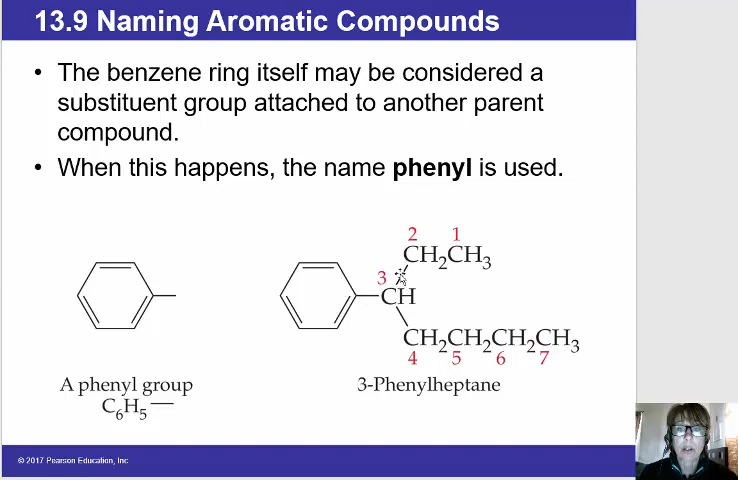 13.9 Naming Aromatic Compounds
• The benzene ring itself may be considered a
substituent group attached to another parent
compound.
• When this happens, the name phenyl is used.
2 1
CH₂CH₃
3
CH
CH₂CH₂CH₂CH₃
4 5 6 7
A phenyl group
C₆H₅—
3-Phenylheptane
© 2017 Pearson Education, Inc